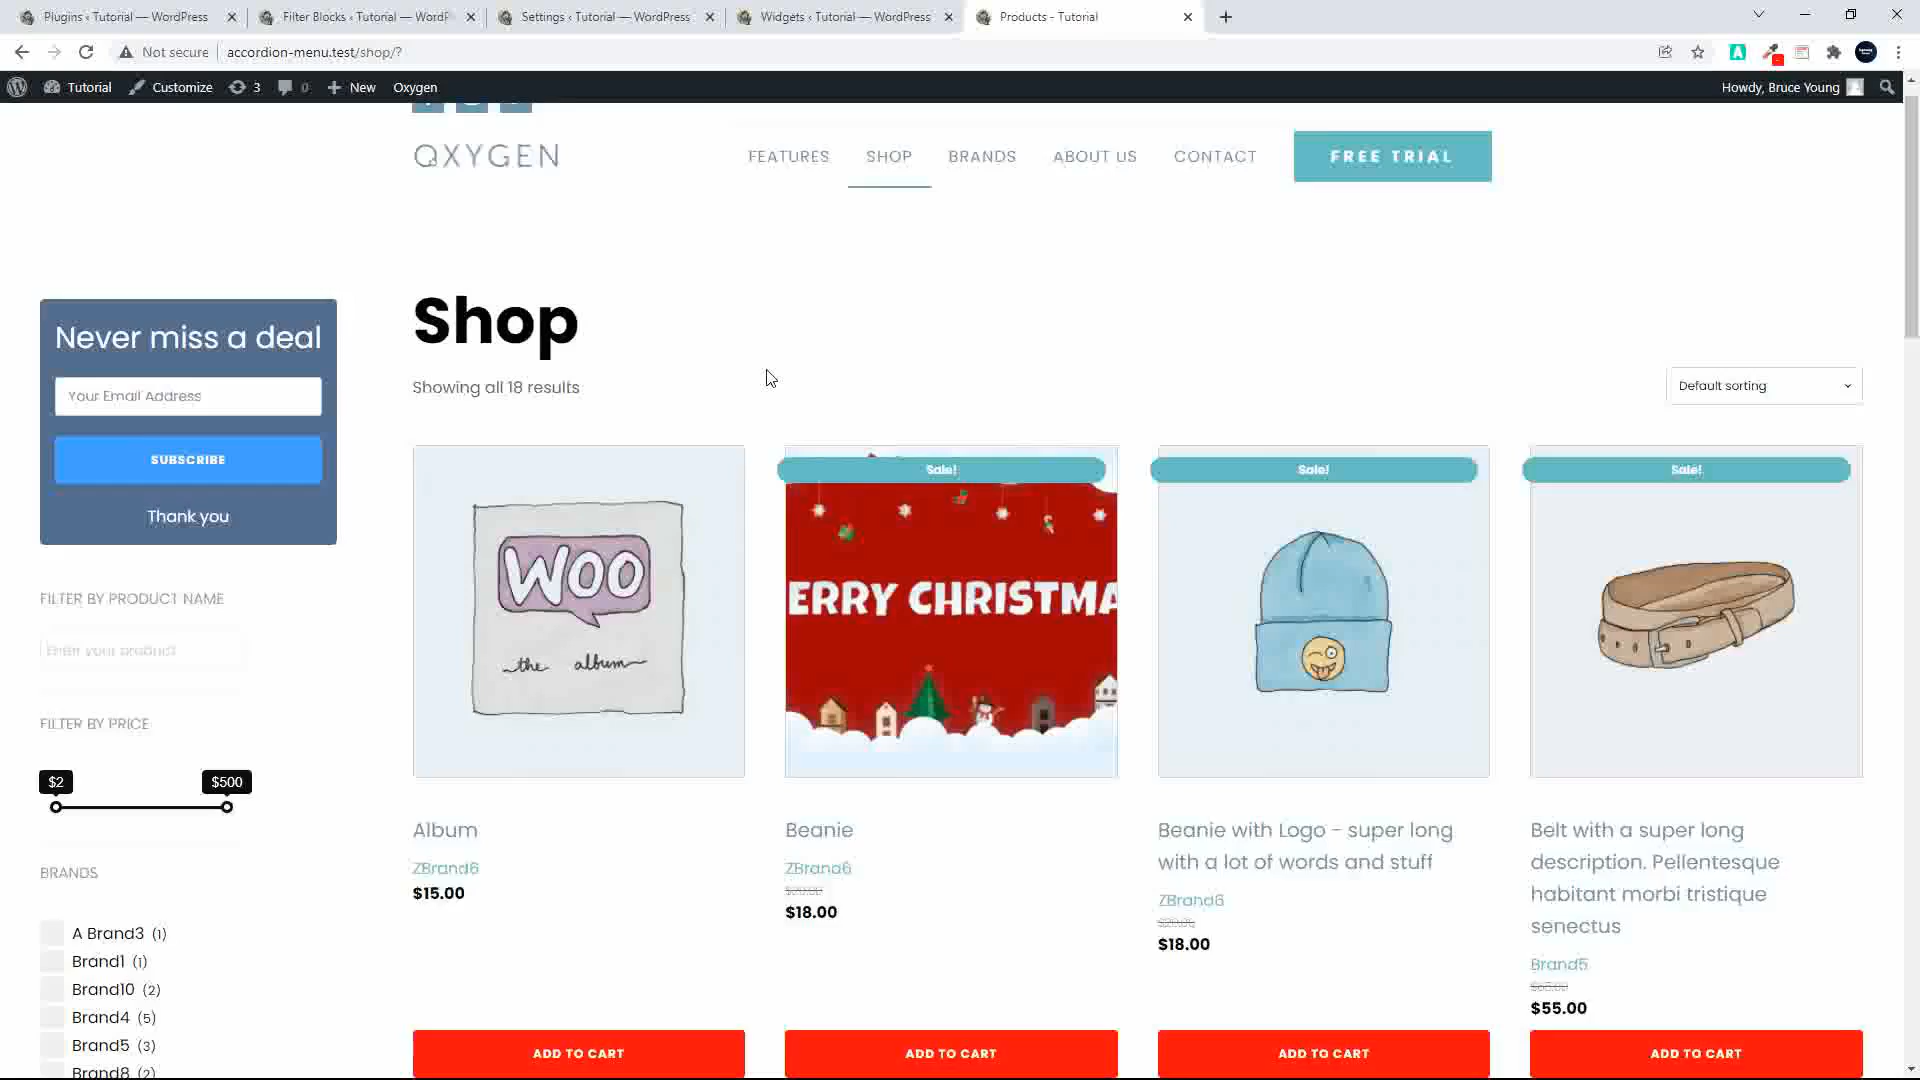 Plugins ‹ Tutorial — WordPress
Filter Blocks ‹ Tutorial — WordP
Settings ‹ Tutorial — WordPress
Widgets ‹ Tutorial — WordPress
Products - Tutorial
Not secure
accordion-menu.test/shop/?
Tutorial
Customize
3
0
New
Oxygen
Howdy, Bruce Young
OXYGEN
FEATURES
SHOP
BRANDS
ABOUT US
CONTACT
FREE TRIAL
Never miss a deal
Your Email Address
SUBSCRIBE
Thank you
Shop
Showing all 18 results
Default sorting
FILTER BY PRODUCT NAME
Enter your product
FILTER BY PRICE
$2
$500
BRANDS
A Brand3 (1)
Brand1 (1)
Brand10 (2)
Brand4 (5)
Brand5 (3)
Brand8 (2)
WOO
the album
Album
ZBrand6
$15.00
ADD TO CART
Sale!
ERRY CHRISTMA
Beanie
ZBrand6
$18.00
ADD TO CART
Sale!
Beanie with Logo - super long
with a lot of words and stuff
ZBrand6
$18.00
ADD TO CART
Sale!
Belt with a super long
description. Pellentesque
habitant morbi tristique
senectus
Brand5
$55.00
ADD TO CART